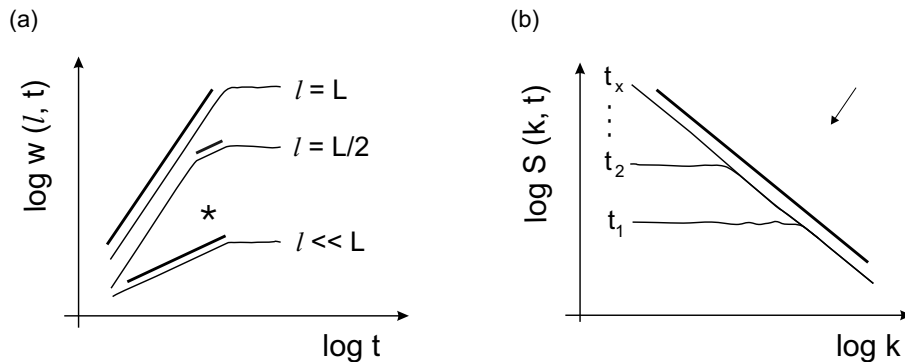 (a)
log w (l, t)
l = L
l = L/2
*
l << L
log t
(b)
log S (k, t)
t_x
t_2
t_1
log k